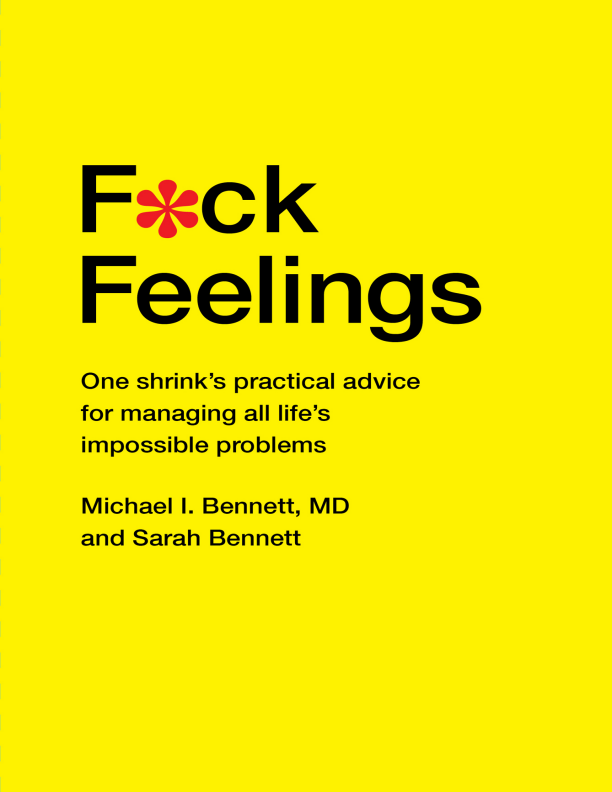 F*ck
Feelings
One shrink’s practical advice
for managing all life’s
impossible problems
Michael I. Bennett, MD
and Sarah Bennett